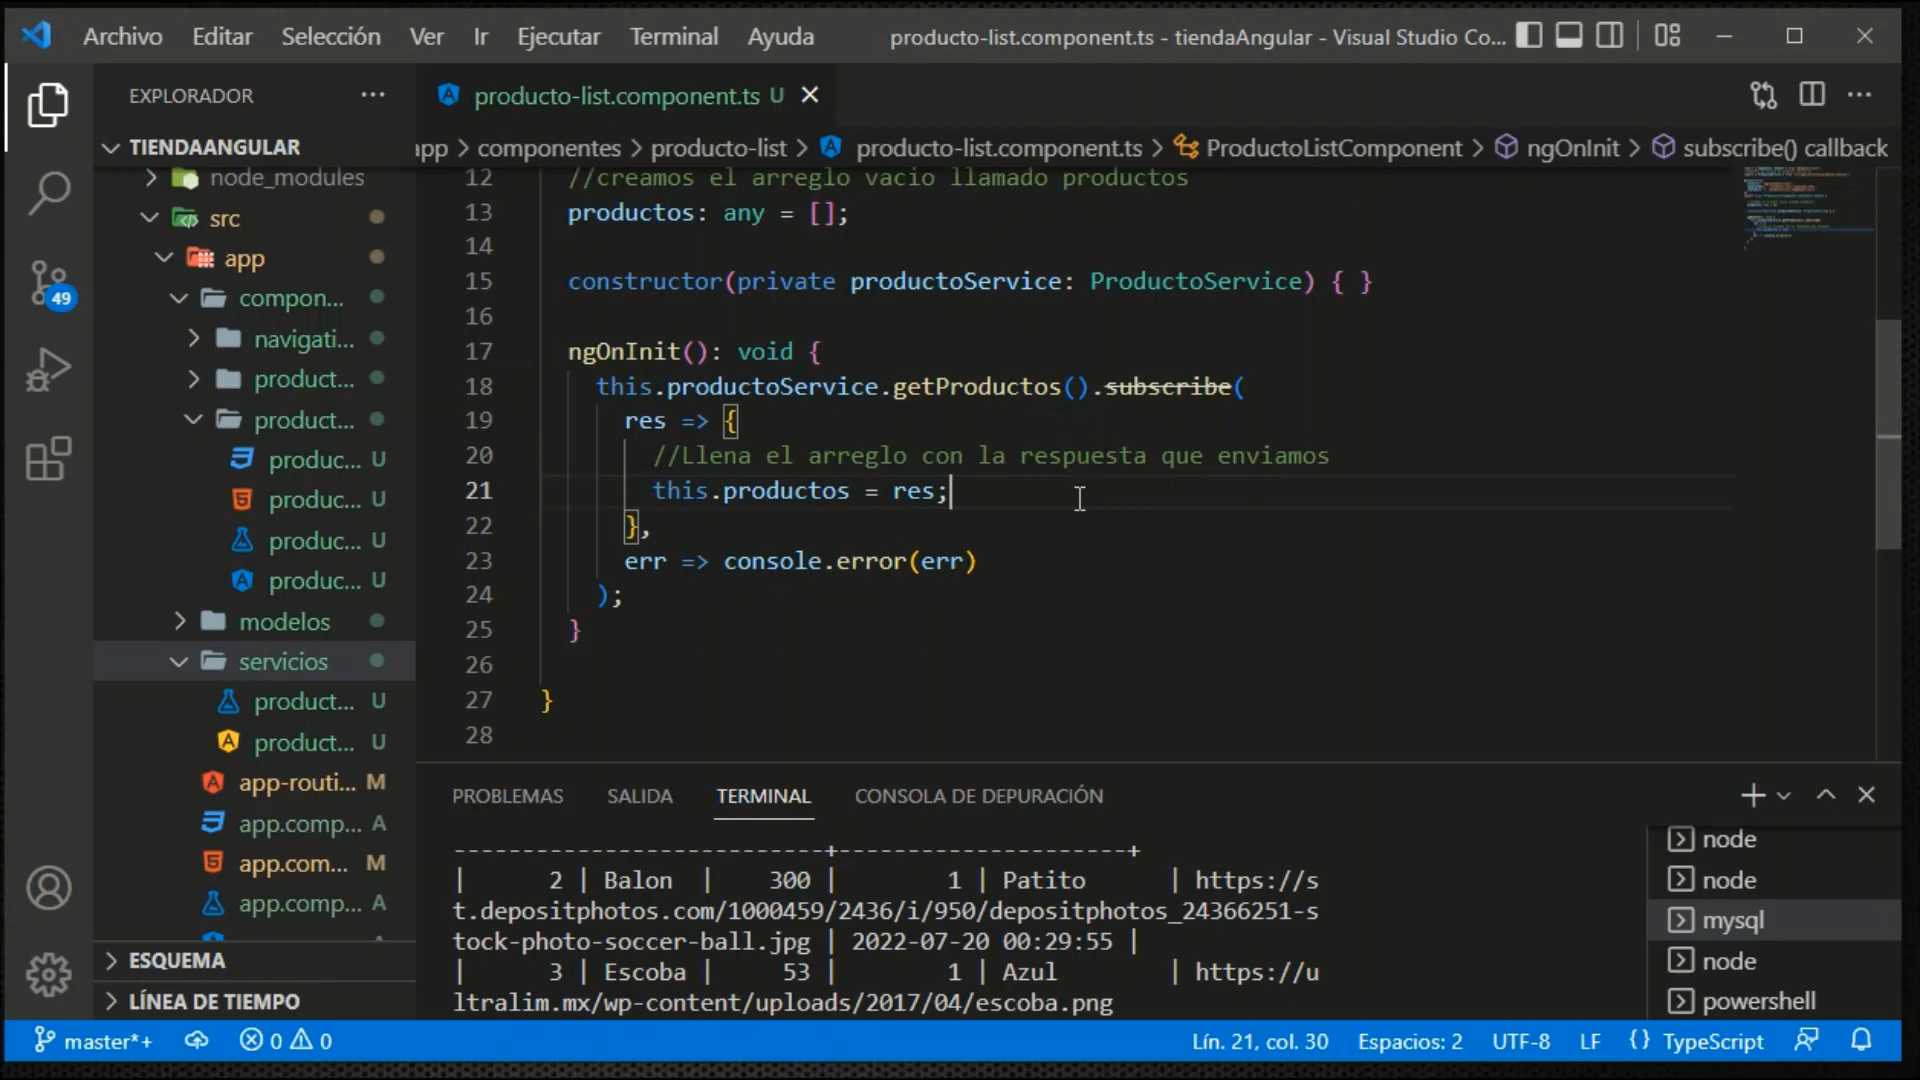 Archivo Editar Selección Ver Ir Ejecutar Terminal Ayuda producto-list.component.ts - tiendaAngular - Visual Studio Co...
EXPLORADOR ...
TIENDAANGULAR
node_modules
src
app
compon...
navigati...
product...
product...
produc... U
produc... U
produc... U
produc... U
modelos
servicios
product... U
product... U
app-routi... M
app.comp... A
app.com... M
app.comp... A
ESQUEMA
LÍNEA DE TIEMPO
49
producto-list.component.ts U
app > componentes > producto-list > producto-list.component.ts > ProductoListComponent > ngOnInit > subscribe() callback
12 //creamos el arreglo vacio llamado productos
13 productos: any = [];
14
15 constructor(private productoService: ProductoService) { }
16
17 ngOnInit(): void {
18 this.productoService.getProductos().subscribe(
19 res => {
20 //Llena el arreglo con la respuesta que enviamos
21 this.productos = res;
22 },
23 err => console.error(err)
24 );
25 }
26
27 }
28
PROBLEMAS SALIDA TERMINAL CONSOLA DE DEPURACIÓN
---------------------------+---------------------+
| 2 | Balon | 300 | 1 | Patito | https://s
t.depositphotos.com/1000459/2436/i/950/depositphotos_24366251-s
tock-photo-soccer-ball.jpg | 2022-07-20 00:29:55 |
| 3 | Escoba | 53 | 1 | Azul | https://u
ltralim.mx/wp-content/uploads/2017/04/escoba.png
node
node
mysql
node
powershell
master*+ 0 0 Lín. 21, col. 30 Espacios: 2 UTF-8 LF {} TypeScript